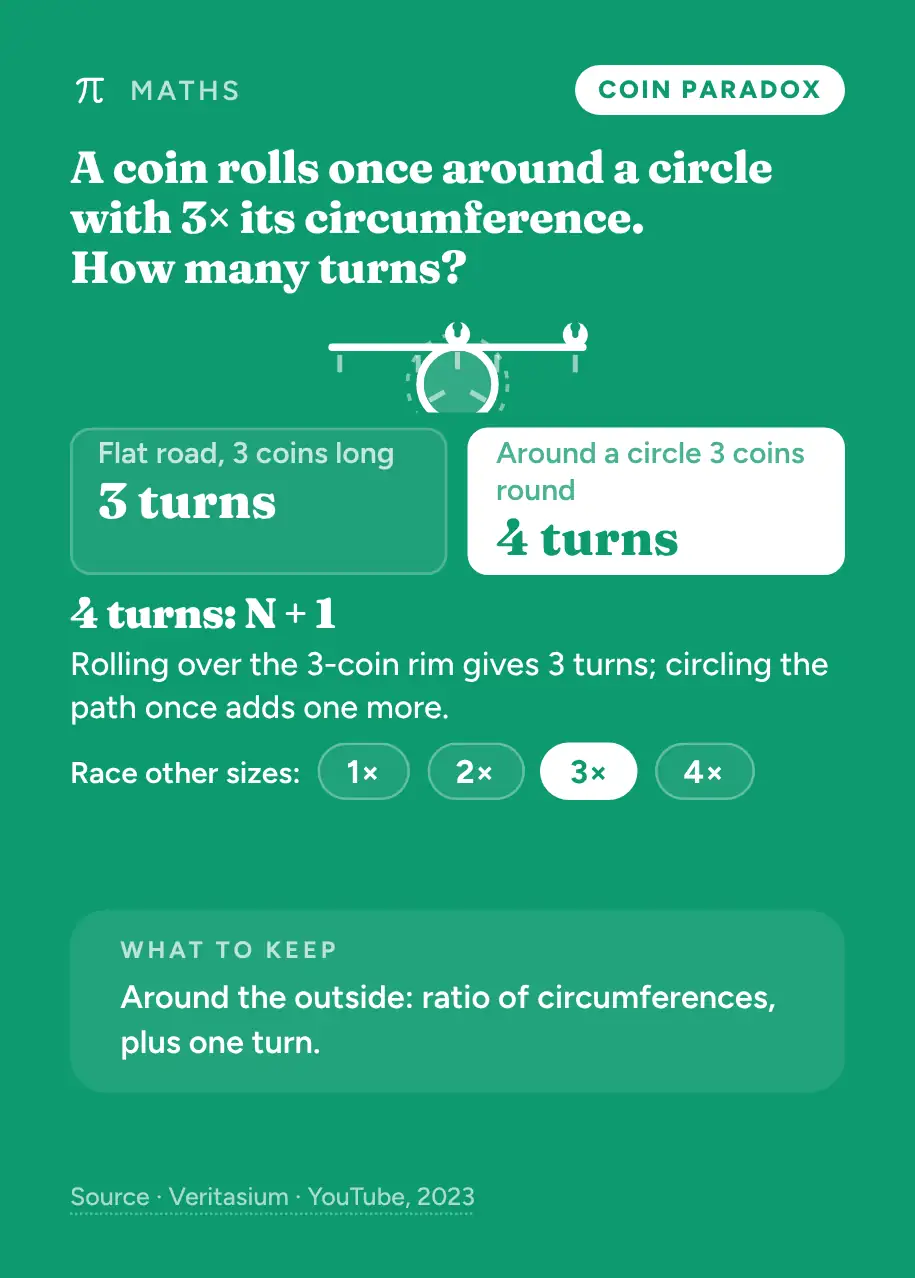 π MATHS
COIN PARADOX
A coin rolls once around a circle
with 3× its circumference.
How many turns?
Flat road, 3 coins long
3 turns
Around a circle 3 coins
round
4 turns
4 turns: N + 1
Rolling over the 3-coin rim gives 3 turns; circling the
path once adds one more.
Race other sizes: 1× 2× 3× 4×
WHAT TO KEEP
Around the outside: ratio of circumferences,
plus one turn.
Source · Veritasium · YouTube, 2023